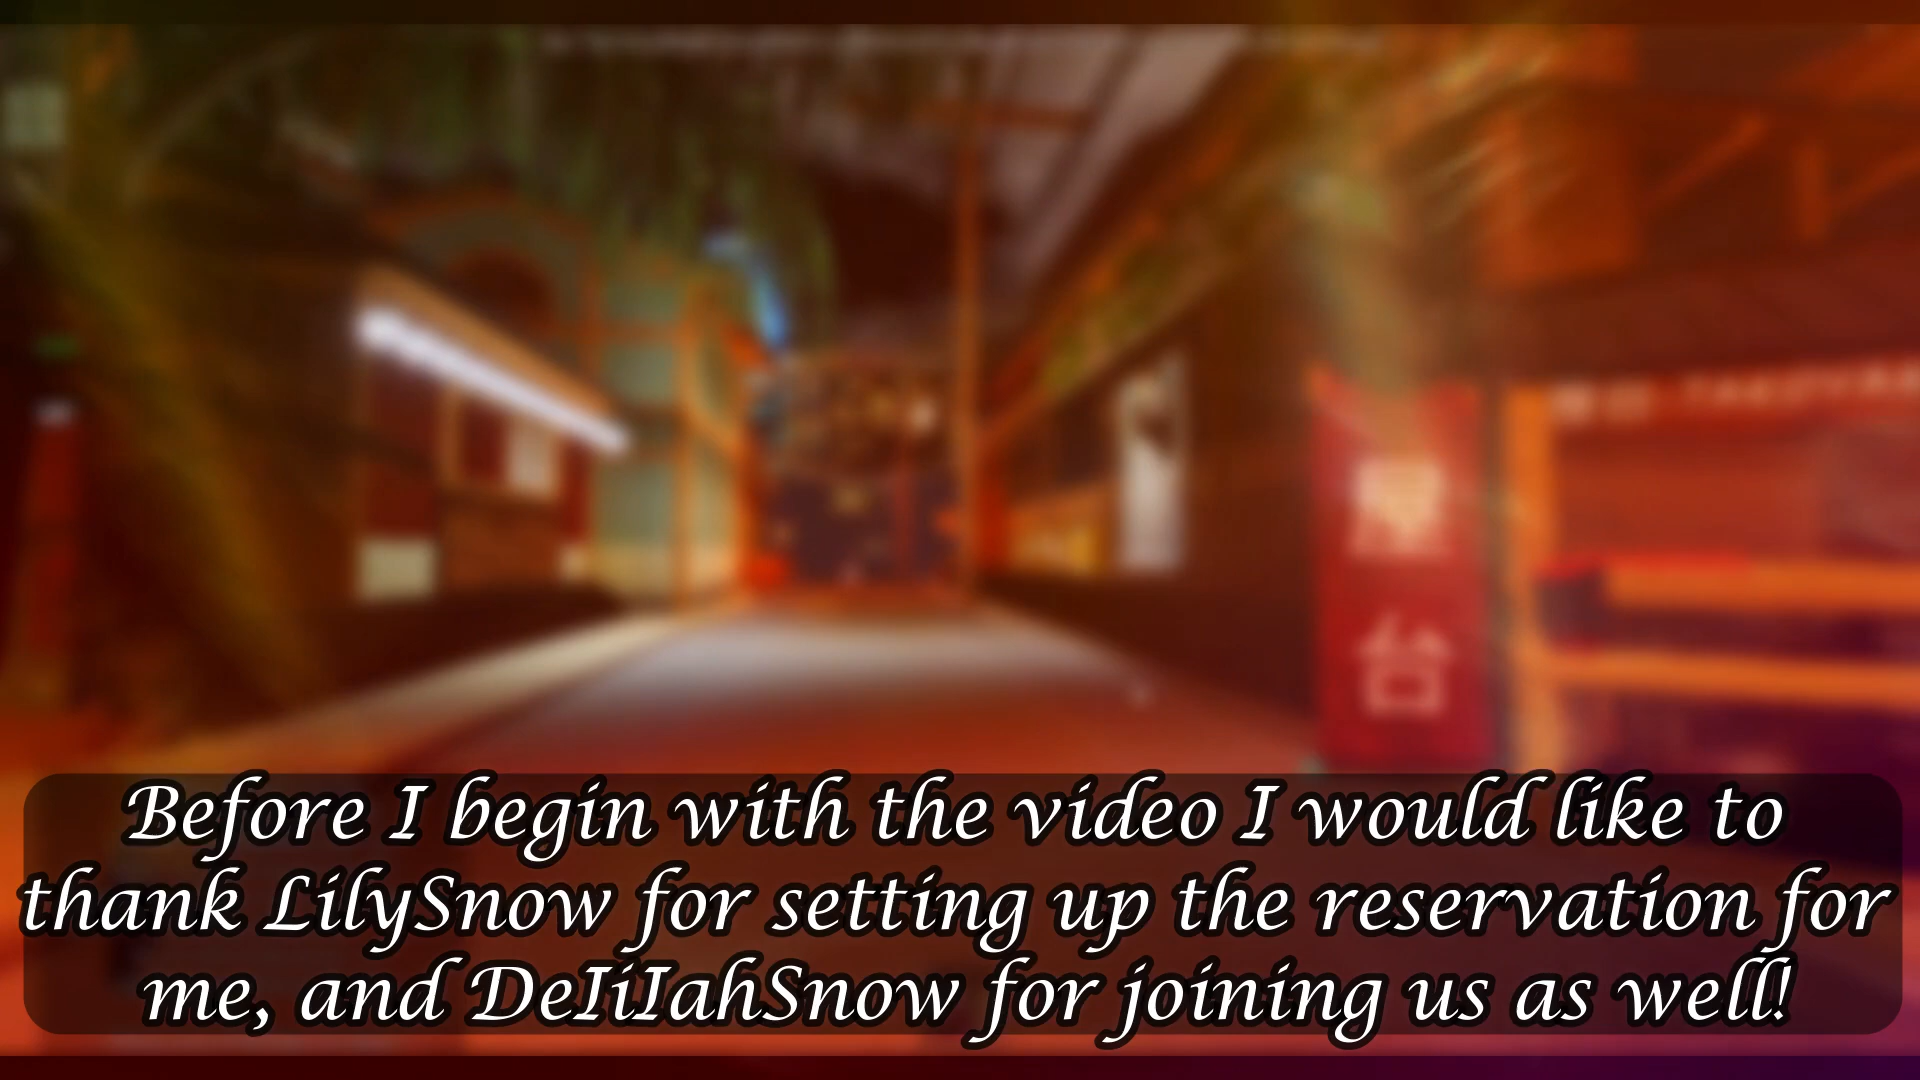 Before I begin with the video I would like to
thank LilySnow for setting up the reservation for
me, and DeIiIahSnow for joining us as well!
台